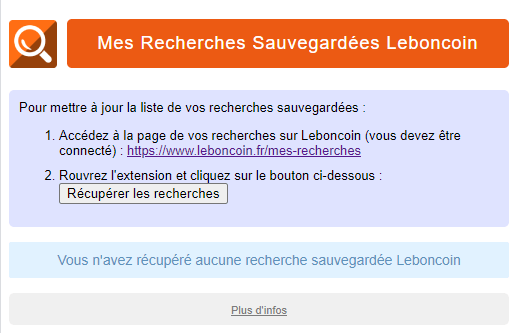 Mes Recherches Sauvegardées Leboncoin
Pour mettre à jour la liste de vos recherches sauvegardées :
1. Accédez à la page de vos recherches sur Leboncoin (vous devez être
connecté) : https://www.leboncoin.fr/mes-recherches
2. Rouvrez l'extension et cliquez sur le bouton ci-dessous :
Récupérer les recherches
Vous n'avez récupéré aucune recherche sauvegardée Leboncoin
Plus d'infos